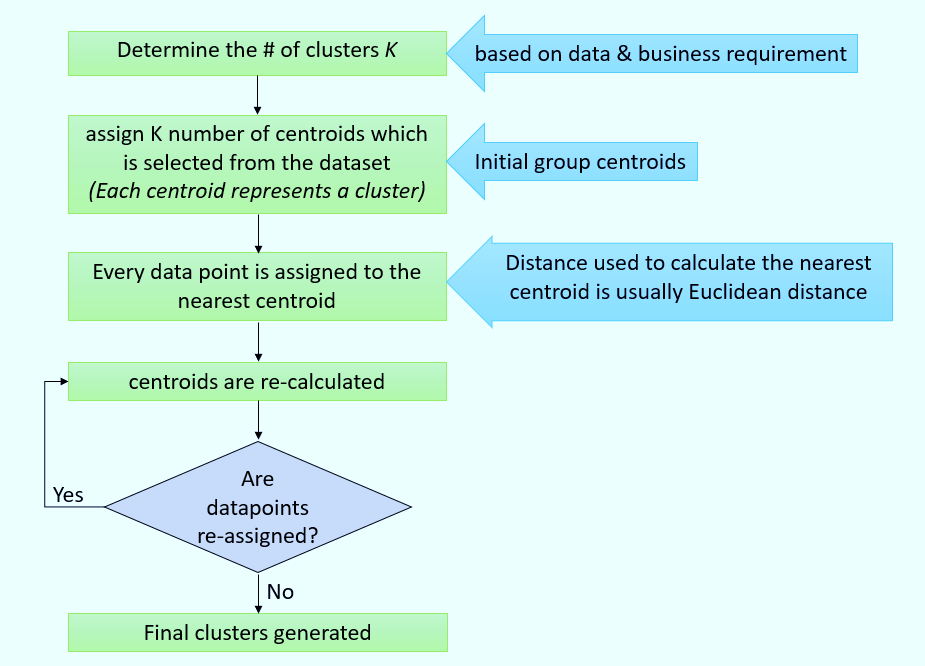 Determine the # of clusters K
based on data & business requirement
assign K number of centroids which
is selected from the dataset
(Each centroid represents a cluster)
Initial group centroids
Every data point is assigned to the
nearest centroid
Distance used to calculate the nearest
centroid is usually Euclidean distance
centroids are re-calculated
Are
datapoints
re-assigned?
Yes
No
Final clusters generated